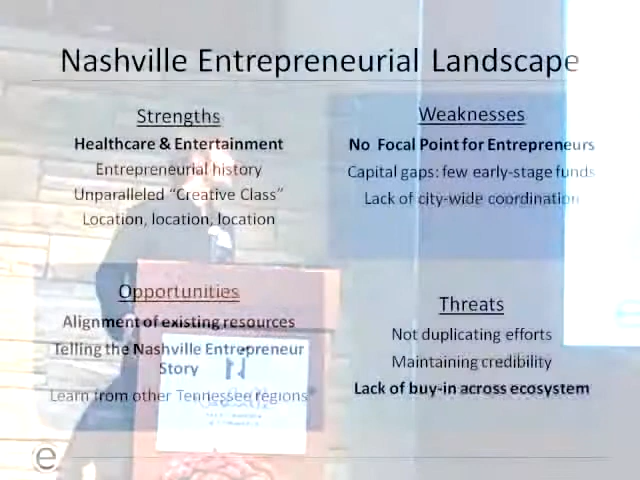 Nashville Entrepreneurial Landscape
Strengths
Healthcare & Entertainment
Entrepreneurial history
Unparalleled “Creative Class”
Location, location, location
Weaknesses
No Focal Point for Entrepreneurs
Capital gaps: few early-stage funds
Lack of city-wide coordination
Opportunities
Alignment of existing resources
Telling the Nashville Entrepreneur
Story
Learn from other Tennessee regions
Threats
Not duplicating efforts
Maintaining credibility
Lack of buy-in across ecosystem
e